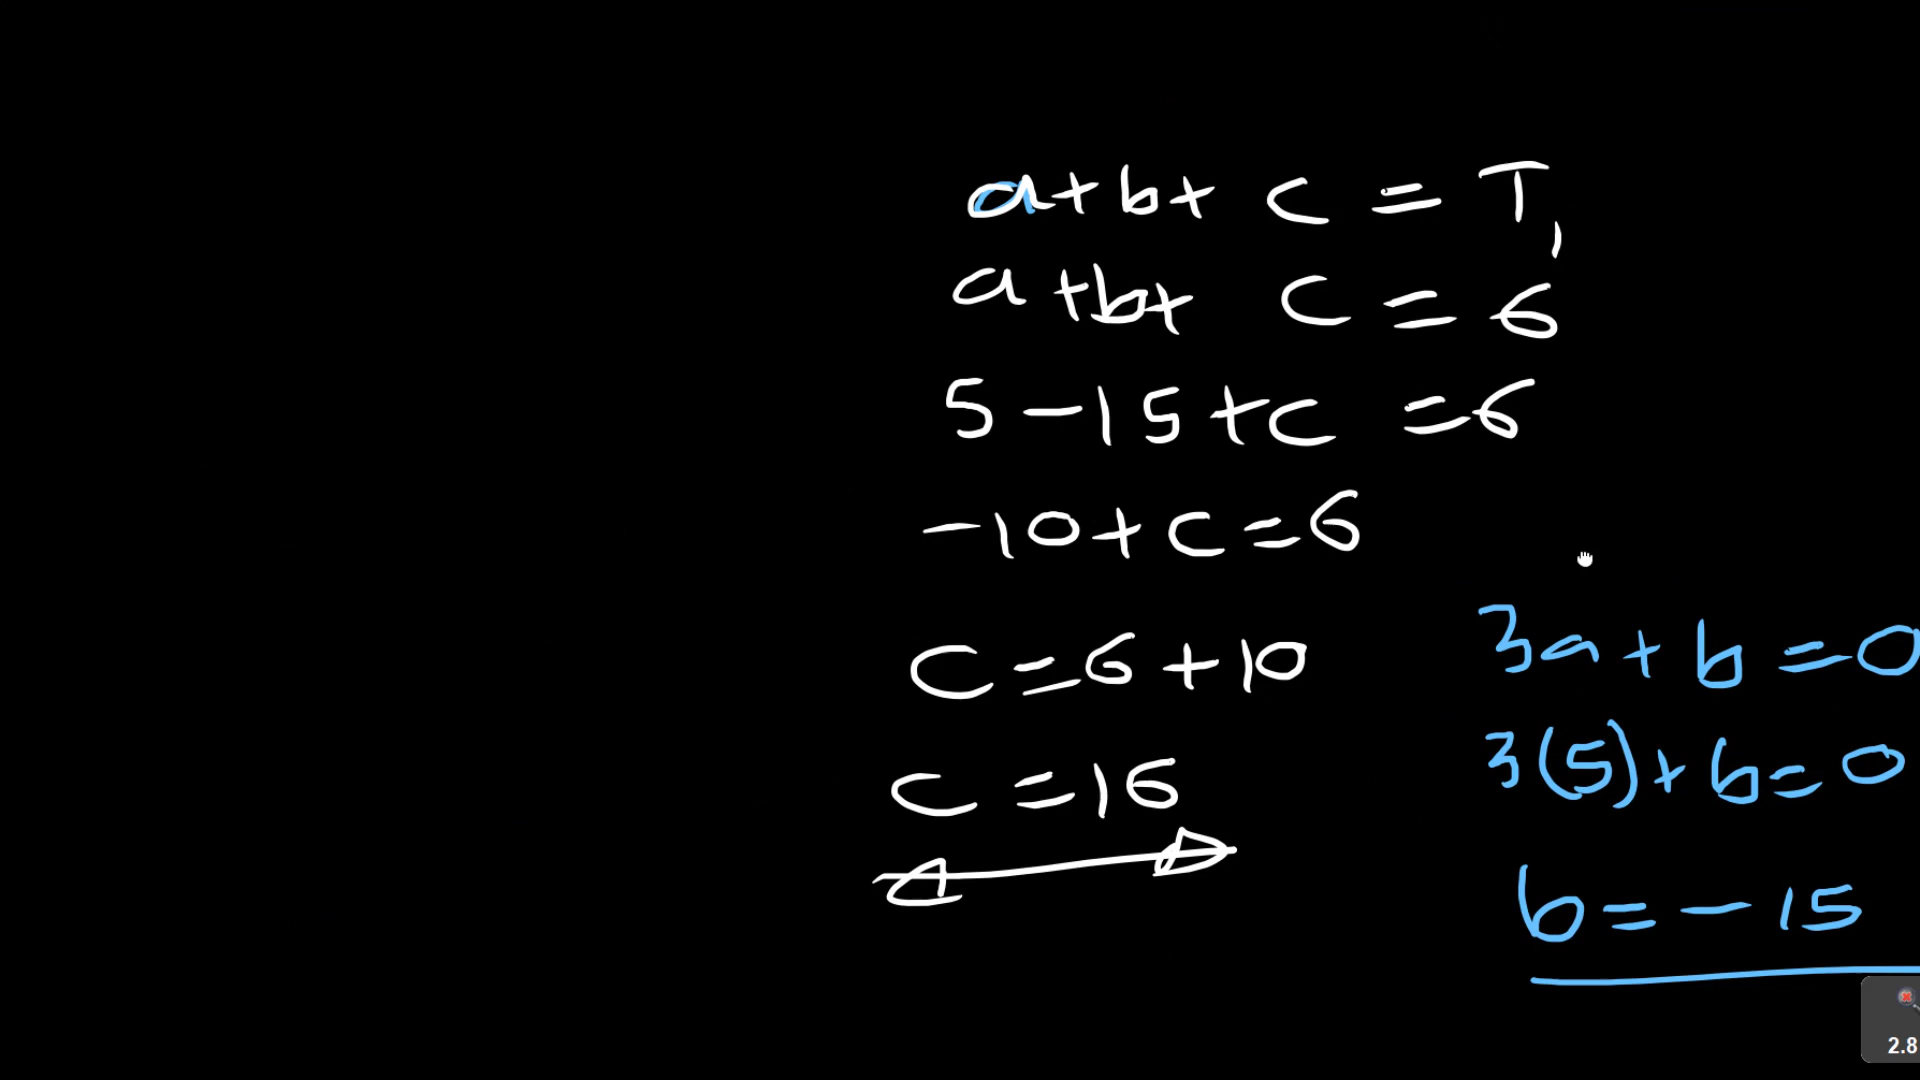 a+b+ c = T₁
a+b+ c = 6
5-15+c =6
-10+c=6
c=6+10
c=16
3a+b=0
3(5)+b=0
b=-15
2.8